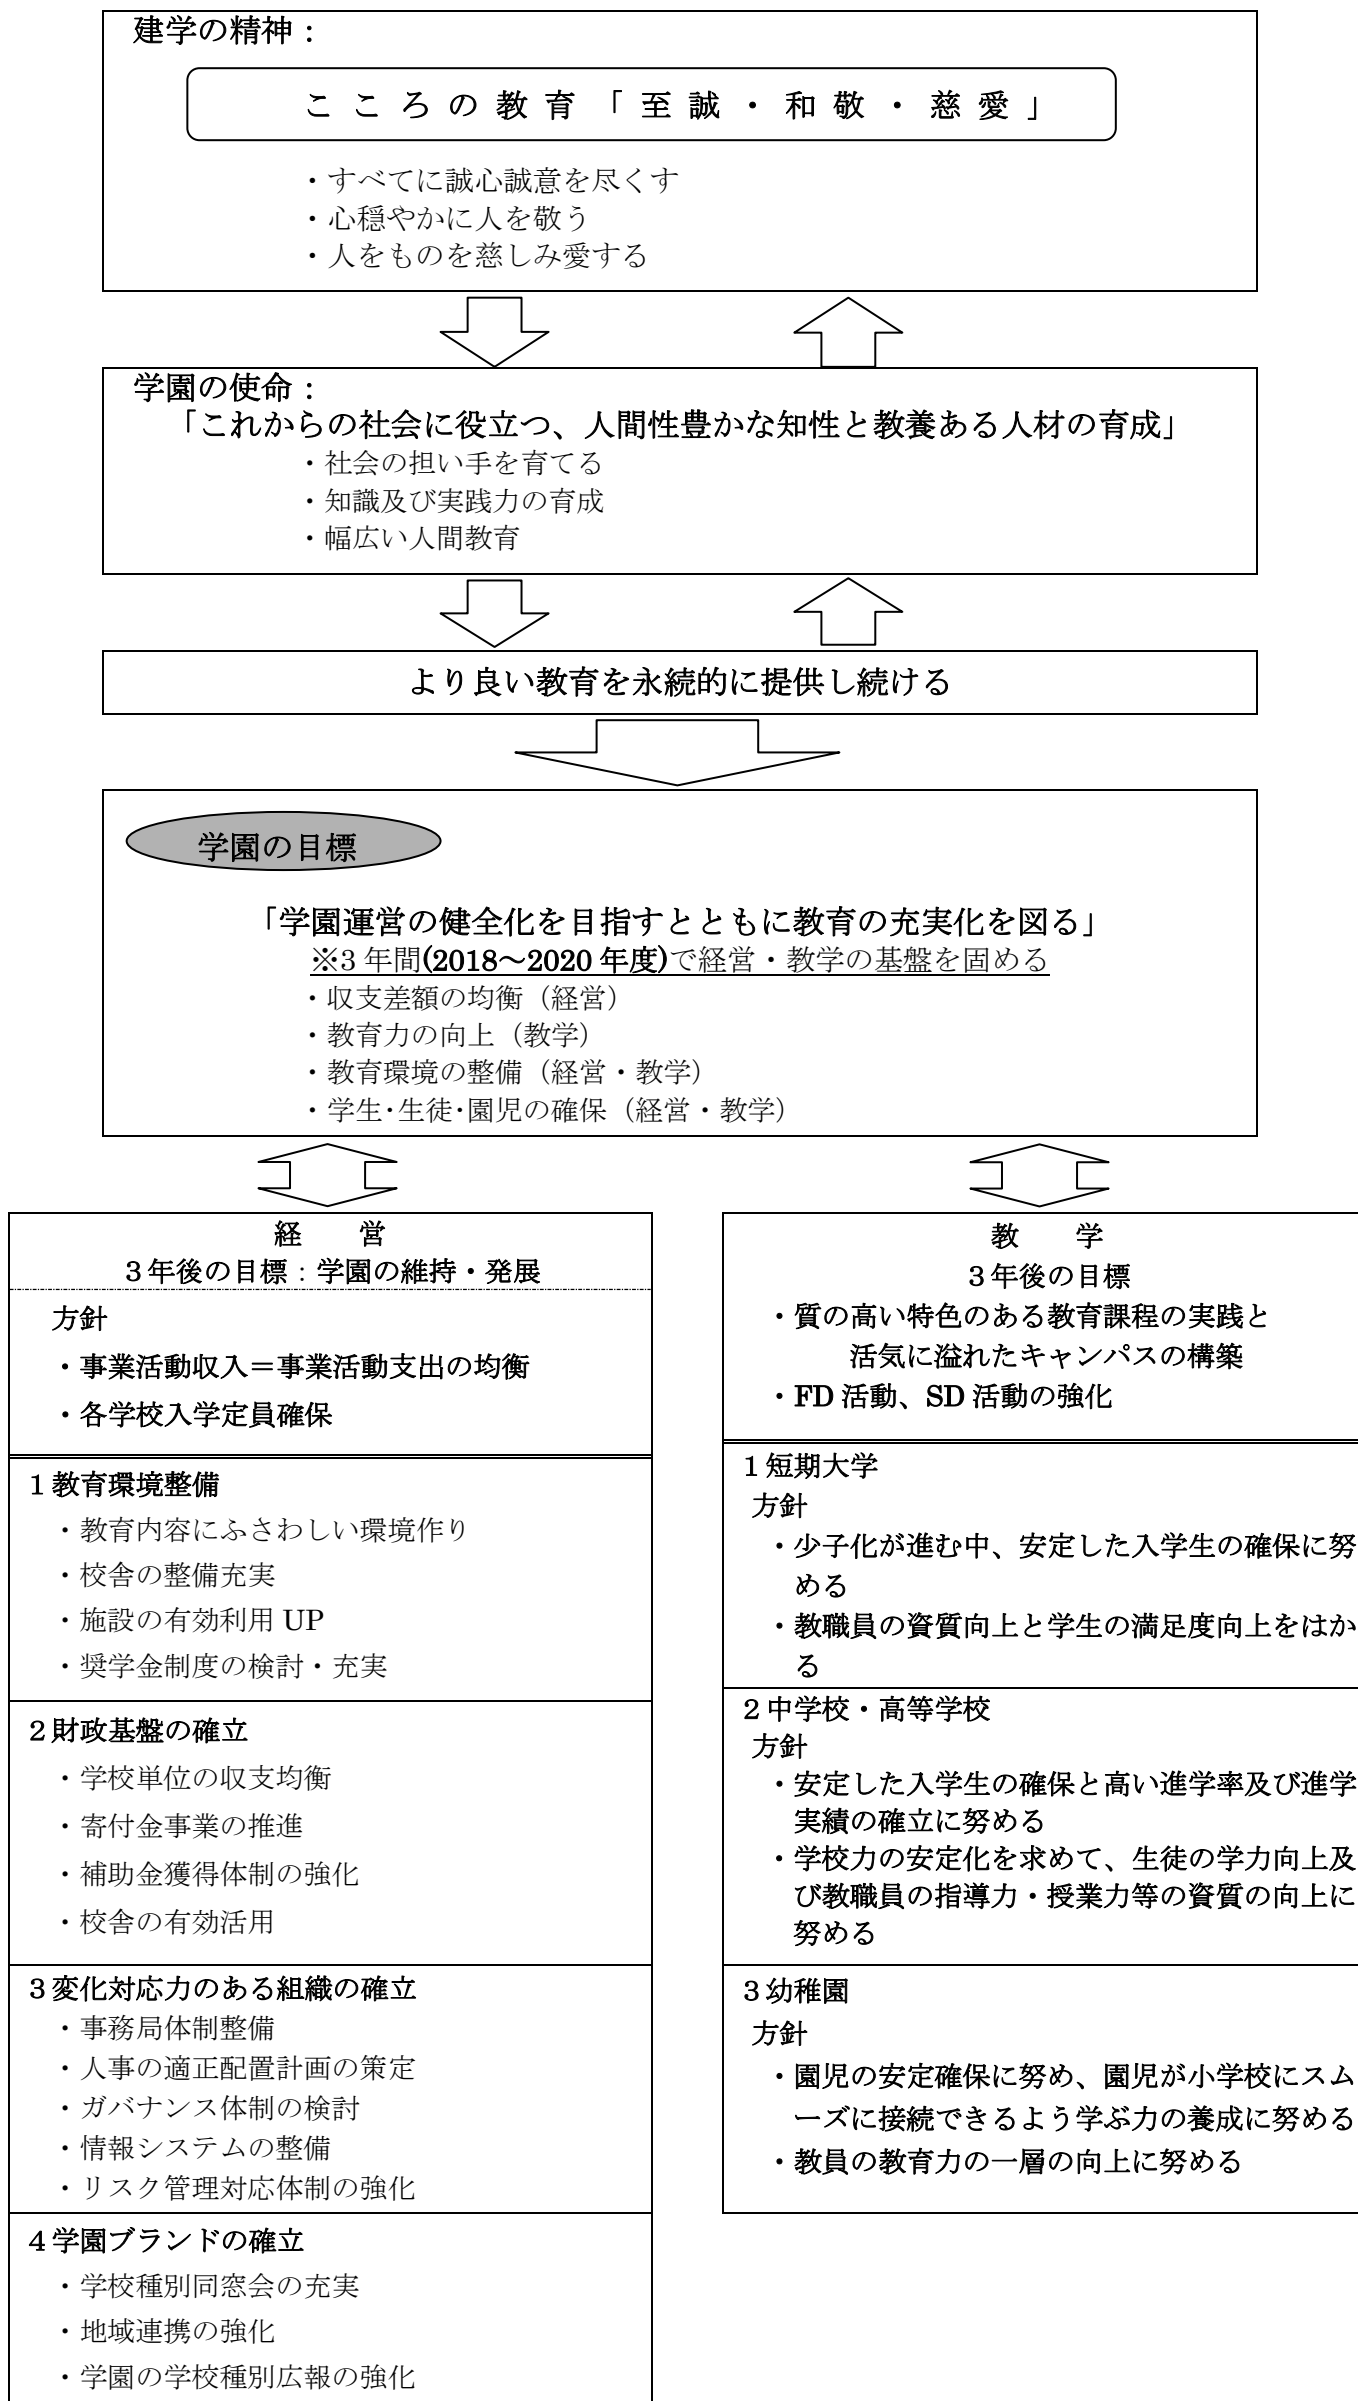 建学の精神：
こころの教育「至誠・和敬・慈愛」
・すべてに誠心誠意を尽くす
・心穏やかに人を敬う
・人をものを慈しみ愛する
学園の使命：
「これからの社会に役立つ、人間性豊かな知性と教養ある人材の育成」
・社会の担い手を育てる
・知識及び実践力の育成
・幅広い人間教育
より良い教育を永続的に提供し続ける
学園の目標
「学園運営の健全化を目指すとともに教育の充実化を図る」
※3 年間(2018～2020 年度)で経営・教学の基盤を固める
・収支差額の均衡（経営）
・教育力の向上（教学）
・教育環境の整備（経営・教学）
・学生･生徒･園児の確保（経営・教学）
経　　営
３年後の目標：学園の維持・発展
方針
・事業活動収入＝事業活動支出の均衡
・各学校入学定員確保
１教育環境整備
・教育内容にふさわしい環境作り
・校舎の整備充実
・施設の有効利用 UP
・奨学金制度の検討・充実
２財政基盤の確立
・学校単位の収支均衡
・寄付金事業の推進
・補助金獲得体制の強化
・校舎の有効活用
３変化対応力のある組織の確立
・事務局体制整備
・人事の適正配置計画の策定
・ガバナンス体制の検討
・情報システムの整備
・リスク管理対応体制の強化
４学園ブランドの確立
・学校種別同窓会の充実
・地域連携の強化
・学園の学校種別広報の強化
教　　学
３年後の目標
・質の高い特色のある教育課程の実践と
活気に溢れたキャンパスの構築
・FD 活動、SD 活動の強化
１短期大学
方針
・少子化が進む中、安定した入学生の確保に努
める
・教職員の資質向上と学生の満足度向上をはか
る
２中学校・高等学校
方針
・安定した入学生の確保と高い進学率及び進学
実績の確立に努める
・学校力の安定化を求めて、生徒の学力向上及
び教職員の指導力・授業力等の資質の向上に
努める
３幼稚園
方針
・園児の安定確保に努め、園児が小学校にスム
ーズに接続できるよう学ぶ力の養成に努める
・教員の教育力の一層の向上に努める